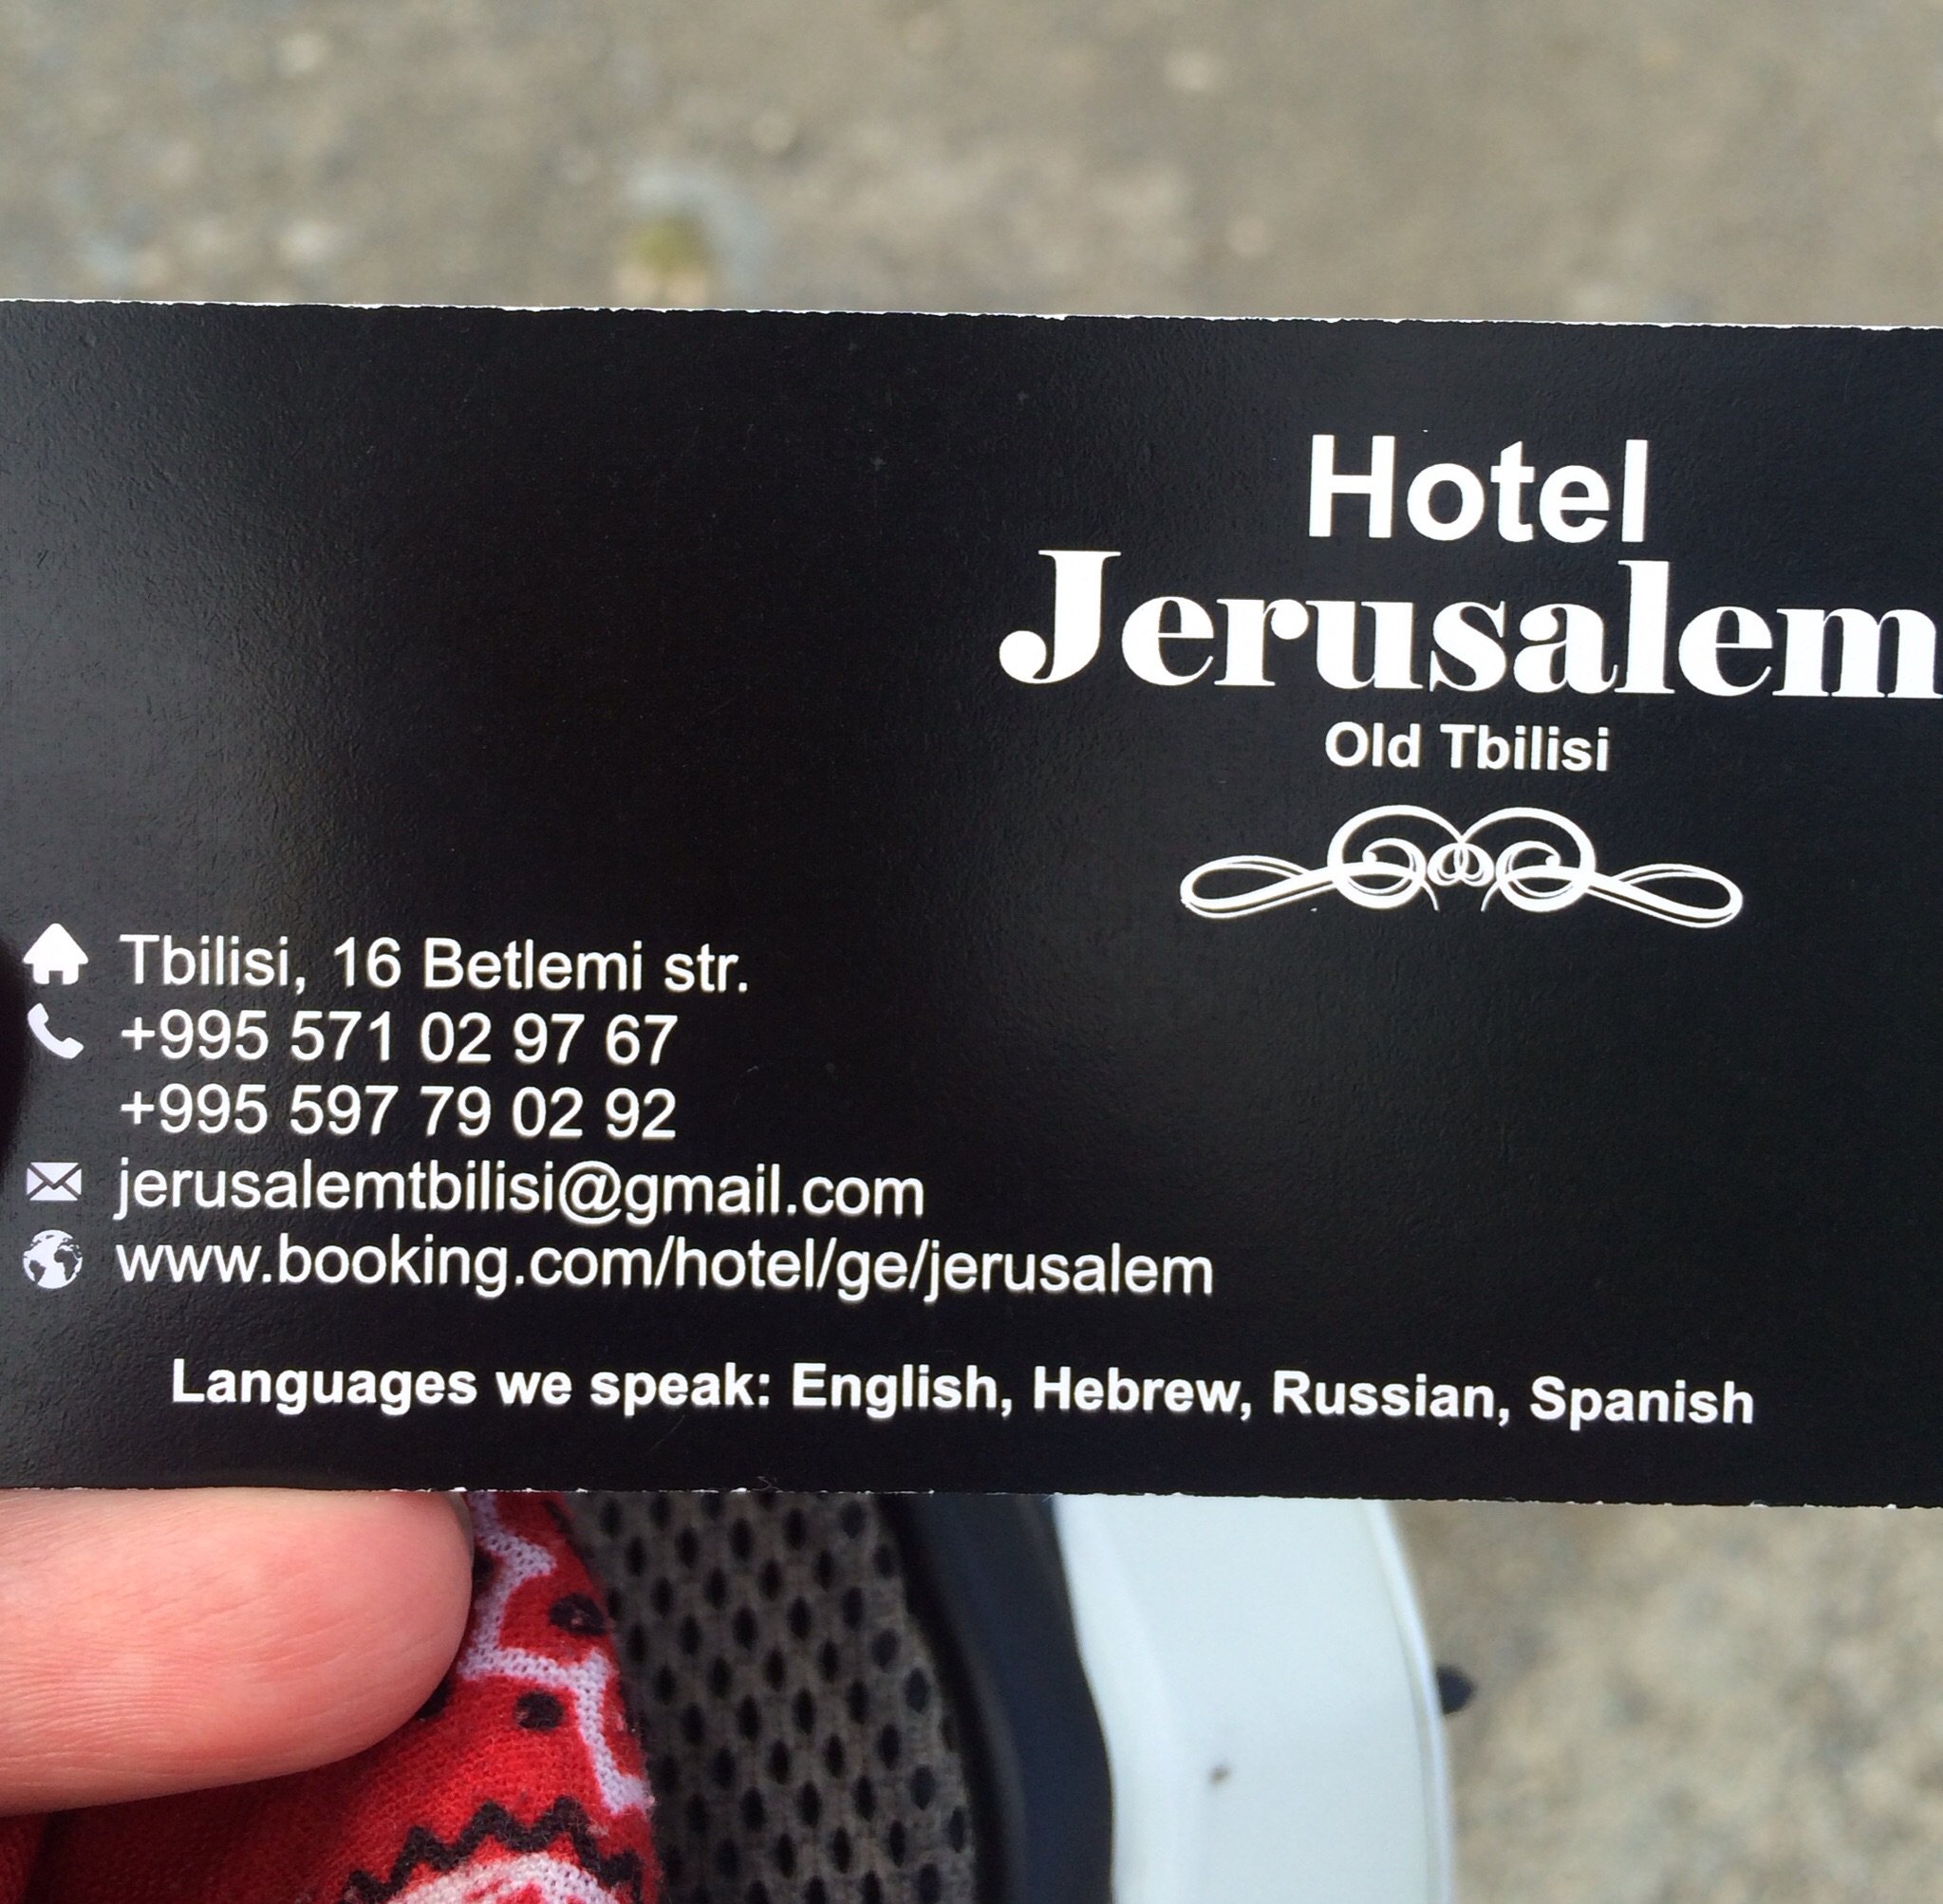 Hotel
Jerusalem
Old Tbilisi
Tbilisi, 16 Betlemi str.
+995 571 02 97 67
+995 597 79 02 92
jerusalemtbilisi@gmail.com
www.booking.com/hotel/ge/jerusalem
Languages we speak: English, Hebrew, Russian, Spanish